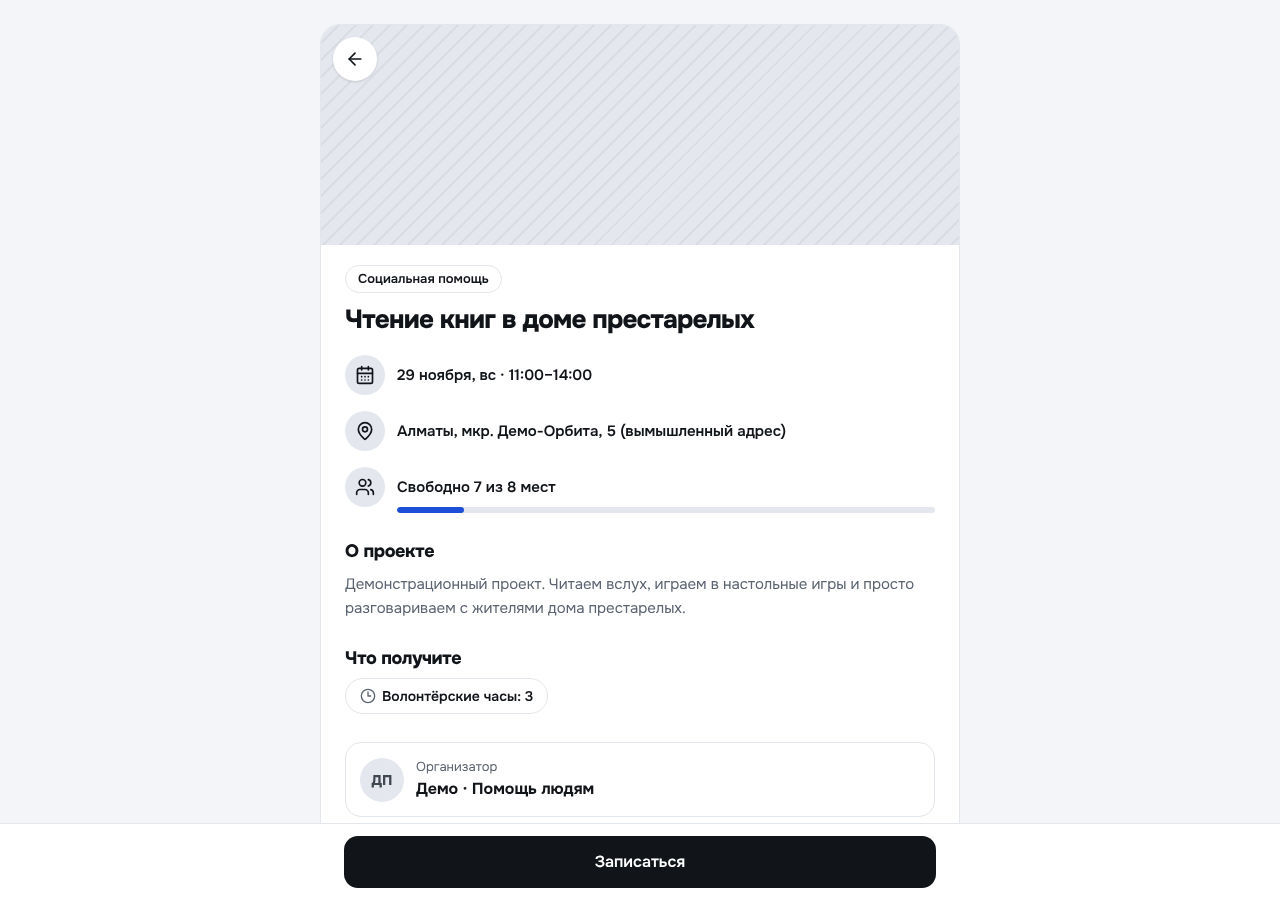 Социальная помощь
Чтение книг в доме престарелых
29 ноября, вс · 11:00–14:00
Алматы, мкр. Демо-Орбита, 5 (вымышленный адрес)
Свободно 7 из 8 мест
О проекте
Демонстрационный проект. Читаем вслух, играем в настольные игры и просто
разговариваем с жителями дома престарелых.
Что получите
Волонтёрские часы: 3
ДП
Организатор
Демо · Помощь людям
Записаться